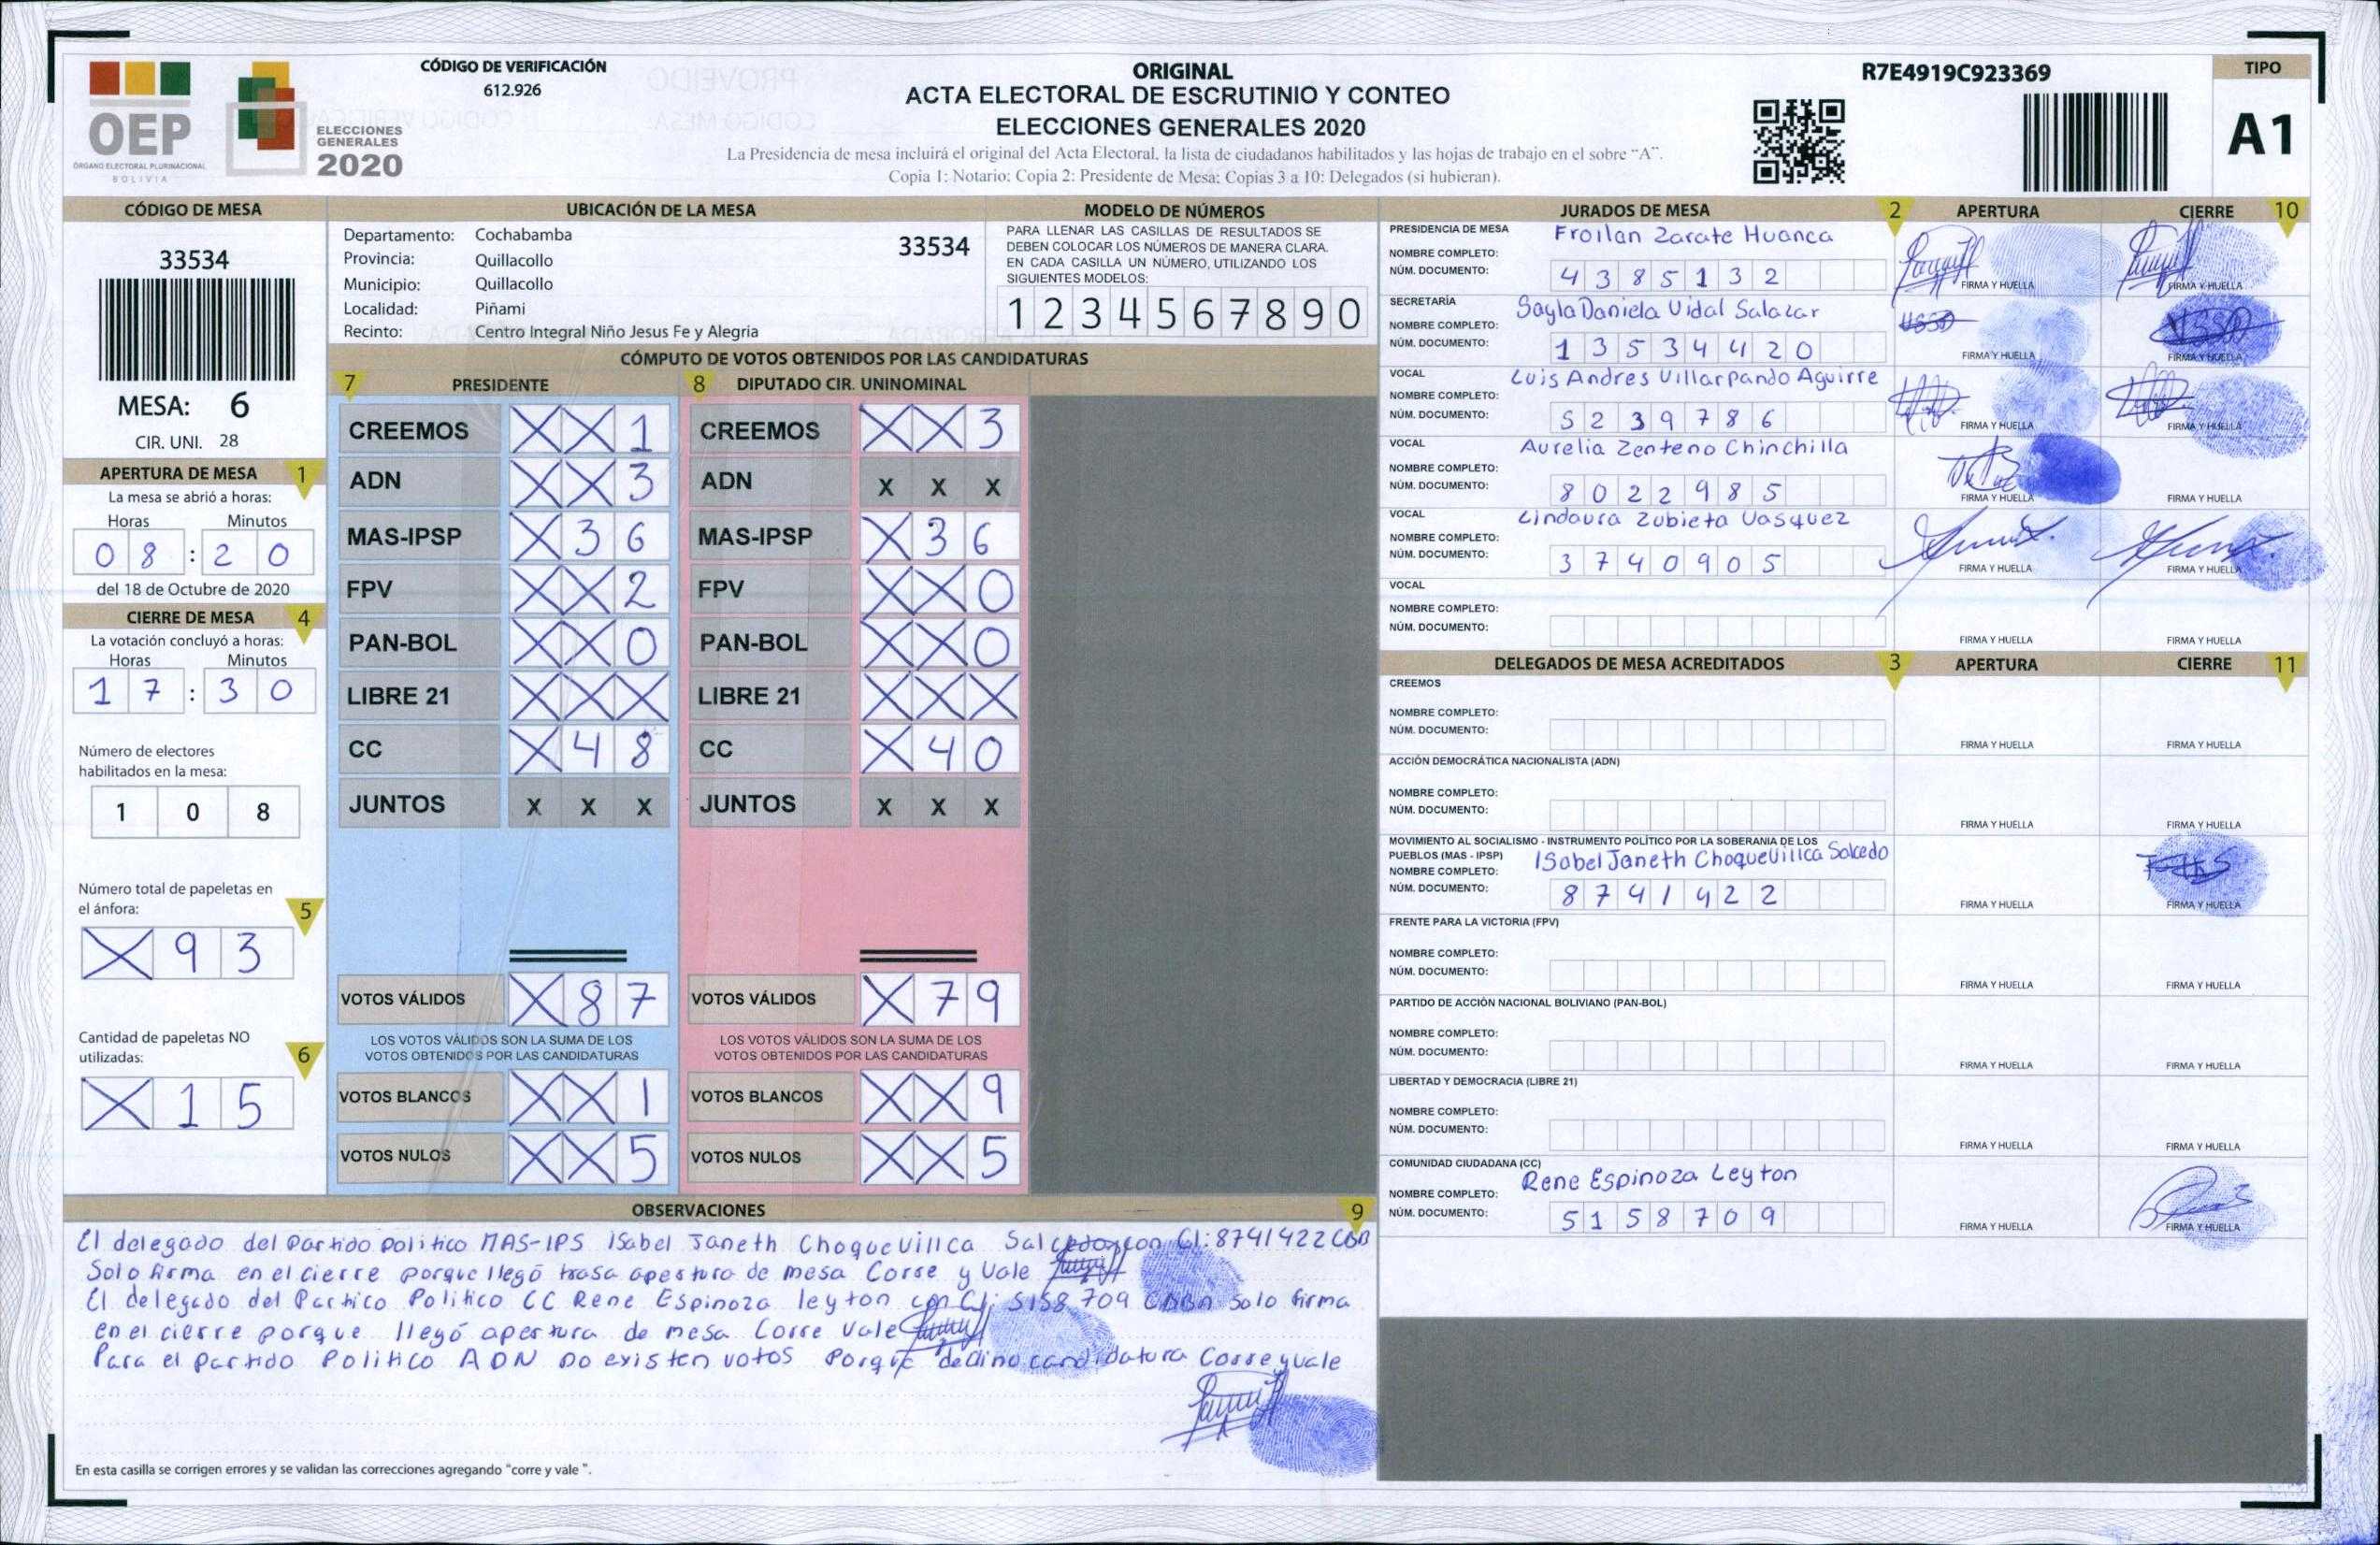 CÓDIGO DE VERIFICACIÓN
612.926
OEP
ÓRGANO ELECTORAL PLURINACIONAL
BOLIVIA
ELECCIONES
GENERALES
2020
ORIGINAL
ACTA ELECTORAL DE ESCRUTINIO Y CONTEO
ELECCIONES GENERALES 2020
La Presidencia de mesa incluirá el original del Acta Electoral, la lista de ciudadanos habilitados y las hojas de trabajo en el sobre "A".
Copia 1: Notario; Copia 2: Presidente de Mesa; Copias 3 a 10: Delegados (si hubieran).
R7E4919C923369
TIPO
A1
CÓDIGO DE MESA
33534
MESA: 6
CIR. UNI. 28
APERTURA DE MESA 1
La mesa se abrió a horas:
Horas Minutos
0 8 : 2 0
del 18 de Octubre de 2020
CIERRE DE MESA 4
La votación concluyó a horas:
Horas Minutos
1 7 : 3 0
Número de electores
habilitados en la mesa:
1 0 8
Número total de papeletas en
el ánfora: 5
X 9 3
Cantidad de papeletas NO
utilizadas: 6
X 1 5
UBICACIÓN DE LA MESA
Departamento: Cochabamba 33534
Provincia: Quillacollo
Municipio: Quillacollo
Localidad: Piñami
Recinto: Centro Integral Niño Jesus Fe y Alegria
MODELO DE NÚMEROS
PARA LLENAR LAS CASILLAS DE RESULTADOS SE
DEBEN COLOCAR LOS NÚMEROS DE MANERA CLARA.
EN CADA CASILLA UN NÚMERO, UTILIZANDO LOS
SIGUIENTES MODELOS:
1 2 3 4 5 6 7 8 9 0
CÓMPUTO DE VOTOS OBTENIDOS POR LAS CANDIDATURAS
7 PRESIDENTE
CREEMOS X X 1
ADN X X 3
MAS-IPSP X 3 6
FPV X X 2
PAN-BOL X X 0
LIBRE 21 X X X
CC X 4 8
JUNTOS X X X
VOTOS VÁLIDOS X 8 7
LOS VOTOS VÁLIDOS SON LA SUMA DE LOS
VOTOS OBTENIDOS POR LAS CANDIDATURAS
VOTOS BLANCOS X X 1
VOTOS NULOS X X 5
8 DIPUTADO CIR. UNINOMINAL
CREEMOS X X 3
ADN X X X
MAS-IPSP X 3 6
FPV X X 0
PAN-BOL X X 0
LIBRE 21 X X X
CC X 4 0
JUNTOS X X X
VOTOS VÁLIDOS X 7 9
LOS VOTOS VÁLIDOS SON LA SUMA DE LOS
VOTOS OBTENIDOS POR LAS CANDIDATURAS
VOTOS BLANCOS X X 9
VOTOS NULOS X X 5
OBSERVACIONES 9
El delegado del Partido politico MAS-IPS ISabel Janeth Choquevillca Salcedo con CI: 8741422 CBB
Solo firma en el cierre porque llegó apertura de mesa Corre y Vale
El delegado del Partico Politico CC Rene Espinoza leyton con CI: 5158709 Solo firma
en el cierre porque llegó apertura de mesa Corre Vale
Para el partido Politico ADN no existen votos Porque declino candidatura Corre y vale
En esta casilla se corrigen errores y se validan las correcciones agregando "corre y vale ".
JURADOS DE MESA 2 APERTURA CIERRE 10
PRESIDENCIA DE MESA
NOMBRE COMPLETO: Froilan Zarate Huanca
NÚM. DOCUMENTO: 4 3 8 5 1 3 2
FIRMA Y HUELLA FIRMA Y HUELLA
SECRETARÍA
NOMBRE COMPLETO: Sayla Daniela Vidal Salazar
NÚM. DOCUMENTO: 1 3 5 3 4 4 2 0
FIRMA Y HUELLA FIRMA Y HUELLA
VOCAL
NOMBRE COMPLETO: Luis Andres Villarpando Aguirre
NÚM. DOCUMENTO: 5 2 3 9 7 8 6
FIRMA Y HUELLA FIRMA Y HUELLA
VOCAL
NOMBRE COMPLETO: Aurelia Zenteno Chinchilla
NÚM. DOCUMENTO: 8 0 2 2 9 8 5
FIRMA Y HUELLA FIRMA Y HUELLA
VOCAL
NOMBRE COMPLETO: Lindaura Zubieta Vasquez
NÚM. DOCUMENTO: 3 7 4 0 9 0 5
FIRMA Y HUELLA FIRMA Y HUELLA
VOCAL
NOMBRE COMPLETO:
NÚM. DOCUMENTO:
FIRMA Y HUELLA FIRMA Y HUELLA
DELEGADOS DE MESA ACREDITADOS 3 APERTURA CIERRE 11
CREEMOS
NOMBRE COMPLETO:
NÚM. DOCUMENTO:
FIRMA Y HUELLA FIRMA Y HUELLA
ACCIÓN DEMOCRÁTICA NACIONALISTA (ADN)
NOMBRE COMPLETO:
NÚM. DOCUMENTO:
FIRMA Y HUELLA FIRMA Y HUELLA
MOVIMIENTO AL SOCIALISMO - INSTRUMENTO POLÍTICO POR LA SOBERANIA DE LOS
PUEBLOS (MAS - IPSP)
NOMBRE COMPLETO: ISabel Janeth Choquevillca Salcedo
NÚM. DOCUMENTO: 8 7 4 1 4 2 2
FIRMA Y HUELLA FIRMA Y HUELLA
FRENTE PARA LA VICTORIA (FPV)
NOMBRE COMPLETO:
NÚM. DOCUMENTO:
FIRMA Y HUELLA FIRMA Y HUELLA
PARTIDO DE ACCIÓN NACIONAL BOLIVIANO (PAN-BOL)
NOMBRE COMPLETO:
NÚM. DOCUMENTO:
FIRMA Y HUELLA FIRMA Y HUELLA
LIBERTAD Y DEMOCRACIA (LIBRE 21)
NOMBRE COMPLETO:
NÚM. DOCUMENTO:
FIRMA Y HUELLA FIRMA Y HUELLA
COMUNIDAD CIUDADANA (CC)
NOMBRE COMPLETO: Rene Espinoza Leyton
NÚM. DOCUMENTO: 5 1 5 8 7 0 9
FIRMA Y HUELLA FIRMA Y HUELLA